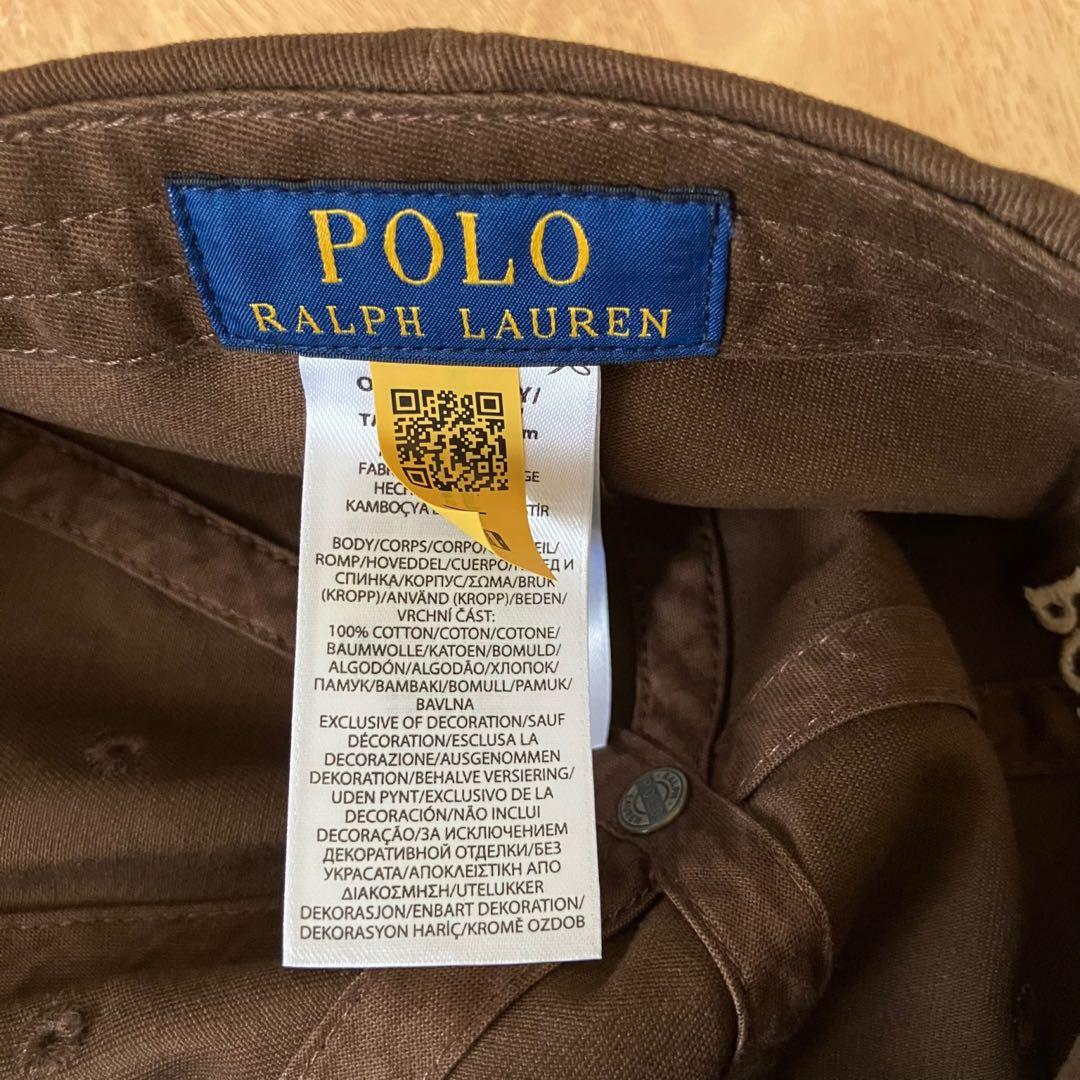 POLO
RALPH LAUREN
KAMBOÇYA
BODY/CORPS/CORPO/
ROMP/HOVEDDEL/CUERPO/ И
СПИНКА/КОРПУС/ΣΩΜΑ/BRUK
(KROPP)/ANVÄND (KROPP)/BEDEN/
VRCHNÍ ČÁST:
100% COTTON/COTON/COTONE/
BAUMWOLLE/KATOEN/BOMULD/
ALGODÓN/ALGODÃO/ХЛОПОК/
ПАМУК/ΒΑΜΒΑΚΙ/BOMULL/PAMUK/
BAVLNA
EXCLUSIVE OF DECORATION/SAUF
DÉCORATION/ESCLUSA LA
DECORAZIONE/AUSGENOMMEN
DEKORATION/BEHALVE VERSIERING/
UDEN PYNT/EXCLUSIVO DE LA
DECORACIÓN/NÃO INCLUI
DECORAÇÃO/ЗА ИСКЛЮЧЕНИЕМ
ДЕКОРАТИВНОЙ ОТДЕЛКИ/БЕЗ
УКРАСАТА/ΑΠΟΚΛΕΙΣΤΙΚΗ ΑΠΟ
ΔΙΑΚΟΣΜΗΣΗ/UTELUKKER
DEKORASJON/ENBART DEKORATION/
DEKORASYON HARİÇ/KROMĚ OZDOB